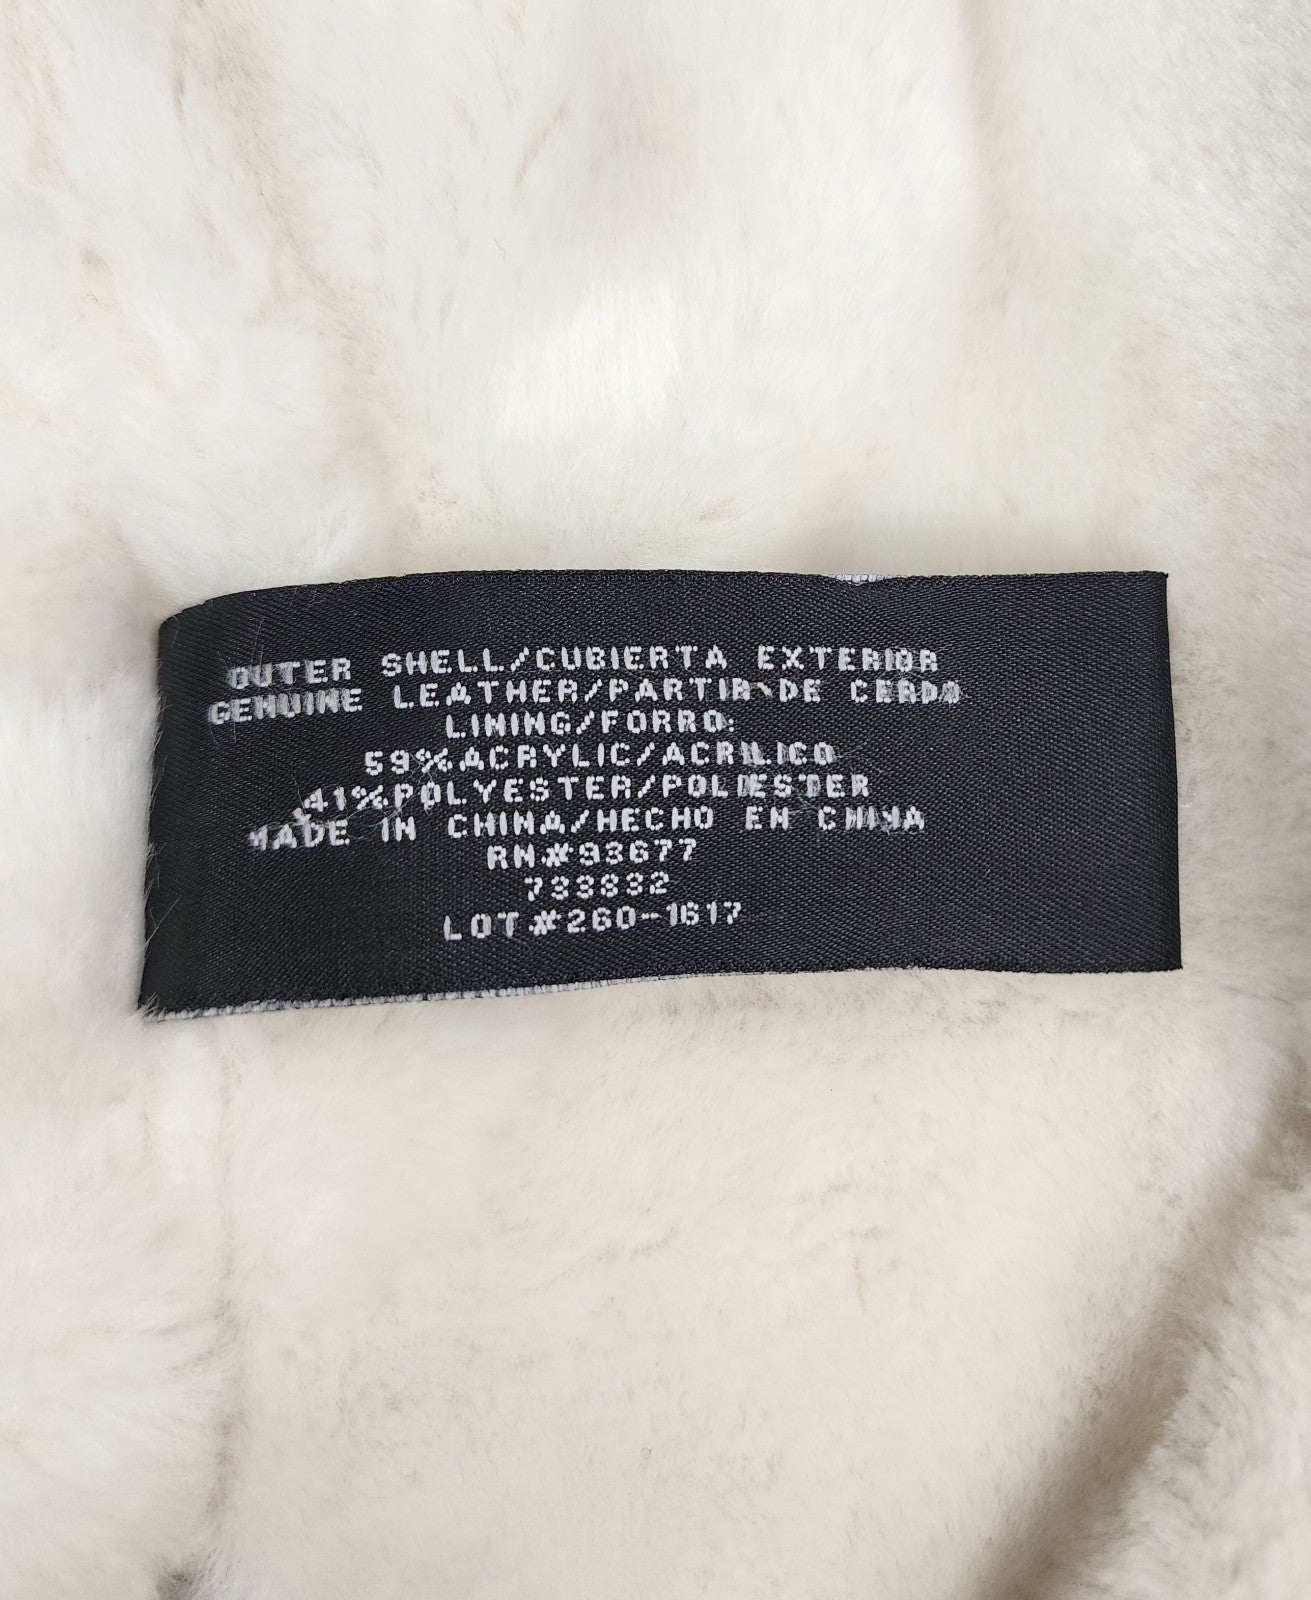 OUTER SHELL/CUBIERTA EXTERIOR
GENUINE LEATHER/PARTIR DE CERDO
LINING/FORRO:
59%ACRYLIC/ACRILICO
41%POLYESTER/POLIESTER
MADE IN CHINA/HECHO EN CHINA
RN#93677
733832
LOT#260-1617